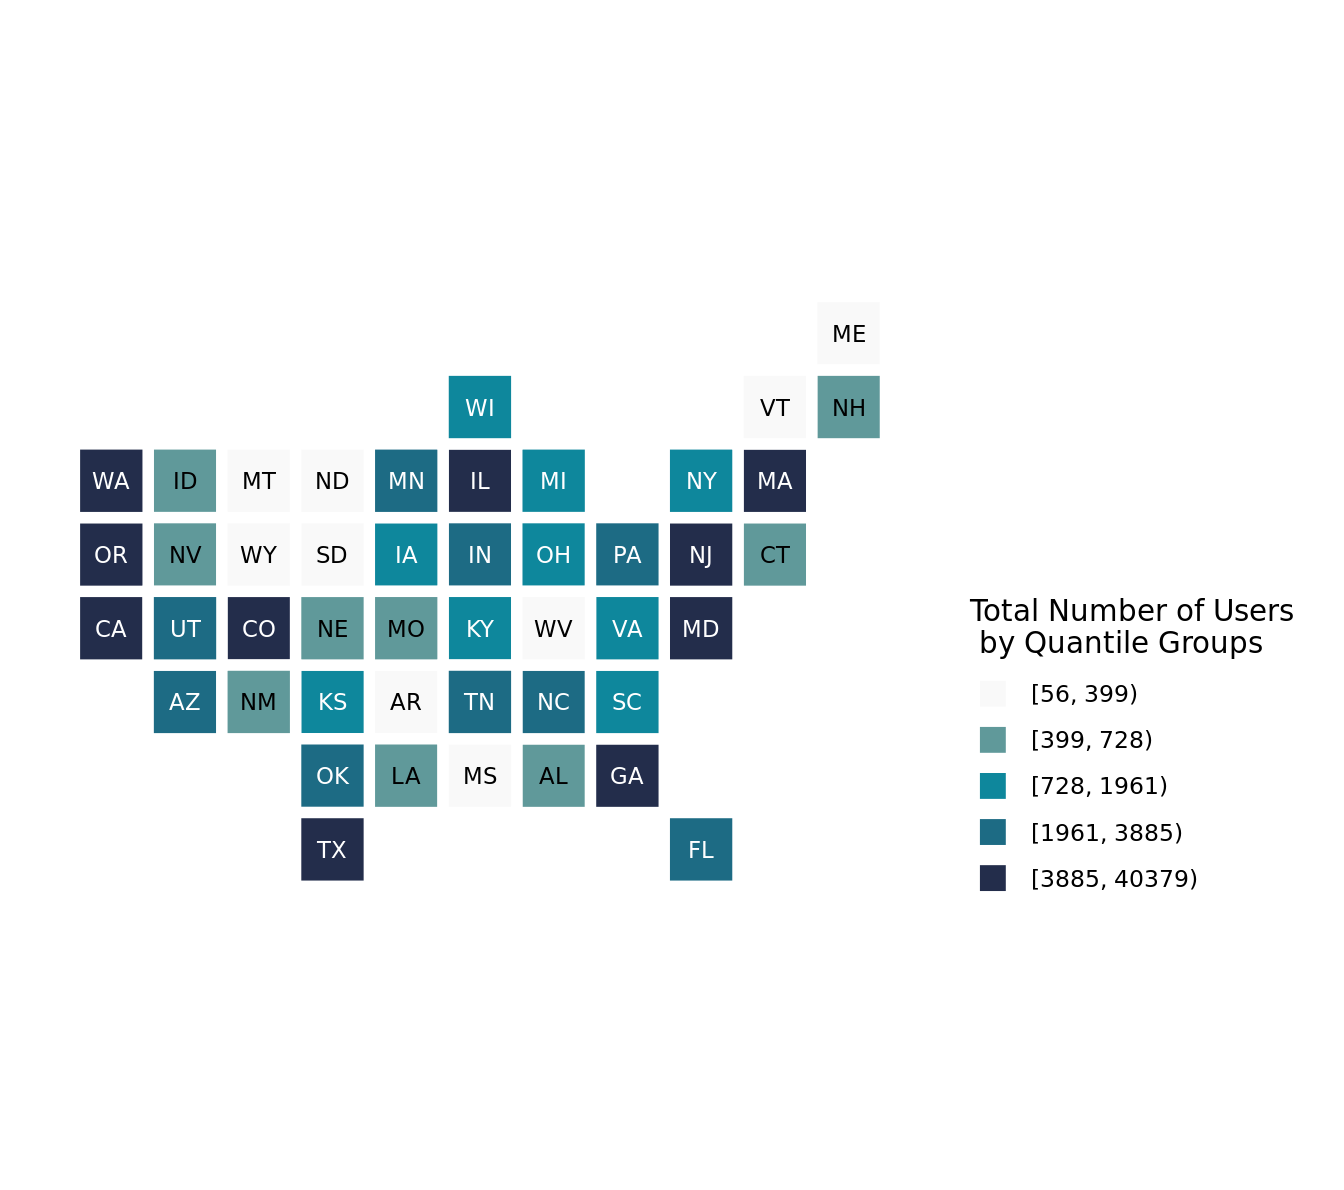 ME
WI VT NH
WA ID MT ND MN IL MI NY MA
OR NV WY SD IA IN OH PA NJ CT
CA UT CO NE MO KY WV VA MD
AZ NM KS AR TN NC SC
OK LA MS AL GA
TX FL
Total Number of Users
by Quantile Groups
[56, 399)
[399, 728)
[728, 1961)
[1961, 3885)
[3885, 40379)